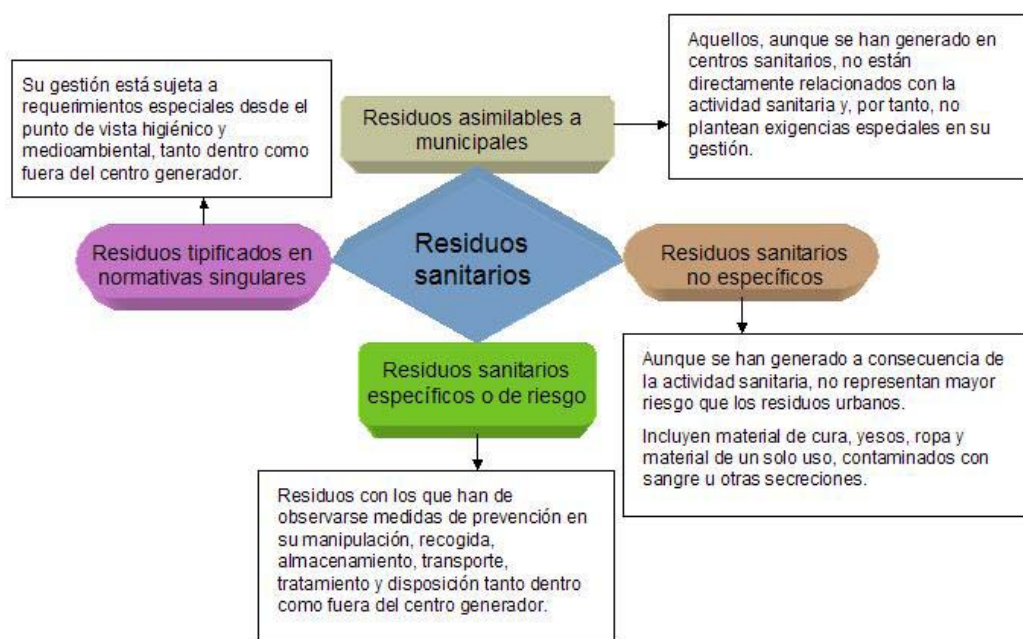 Su gestión está sujeta a
requerimientos especiales desde el
punto de vista higiénico y
medioambiental, tanto dentro como
fuera del centro generador.
Residuos asimilables a
municipales
Aquellos, aunque se han generado en
centros sanitarios, no están
directamente relacionados con la
actividad sanitaria y, por tanto, no
plantean exigencias especiales en su
gestión.
Residuos tipificados en
normativas singulares
Residuos
sanitarios
Residuos sanitarios
no específicos
Residuos sanitarios
específicos o de riesgo
Aunque se han generado a consecuencia de
la actividad sanitaria, no representan mayor
riesgo que los residuos urbanos.
Incluyen material de cura, yesos, ropa y
material de un solo uso, contaminados con
sangre u otras secreciones.
Residuos con los que han de
observarse medidas de prevención en
su manipulación, recogida,
almacenamiento, transporte,
tratamiento y disposición tanto dentro
como fuera del centro generador.